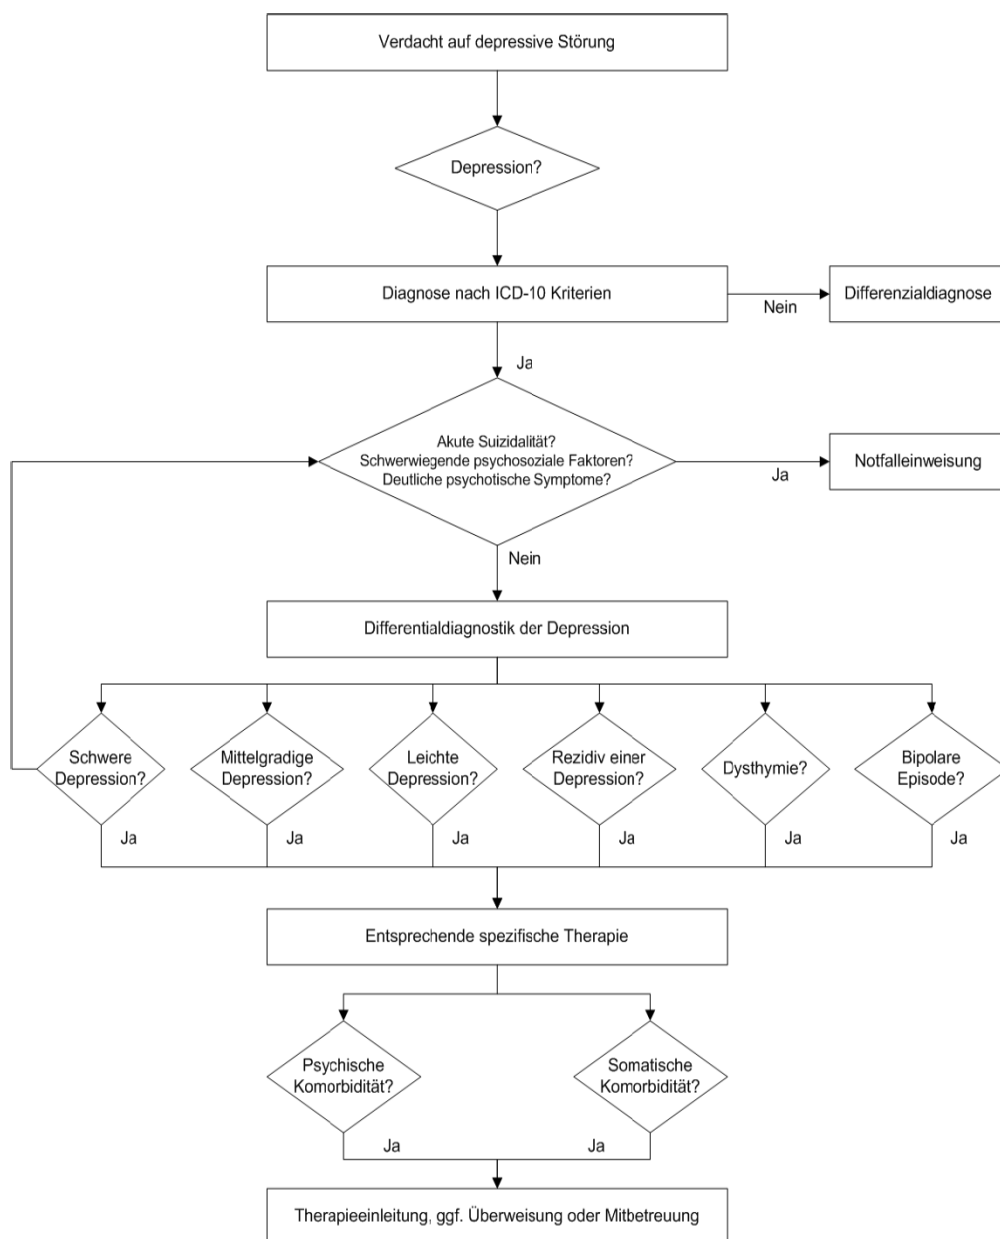 Verdacht auf depressive Störung
Depression?
Diagnose nach ICD-10 Kriterien
Nein
Differenzialdiagnose
Ja
Akute Suizidalität?
Schwerwiegende psychosoziale Faktoren?
Deutliche psychotische Symptome?
Ja
Notfalleinweisung
Nein
Differentialdiagnostik der Depression
Schwere
Depression?
Mittelgradige
Depression?
Leichte
Depression?
Rezidiv einer
Depression?
Dysthymie?
Bipolare
Episode?
Ja
Ja
Ja
Ja
Ja
Ja
Entsprechende spezifische Therapie
Psychische
Komorbidität?
Somatische
Komorbidität?
Ja
Ja
Therapieeinleitung, ggf. Überweisung oder Mitbetreuung